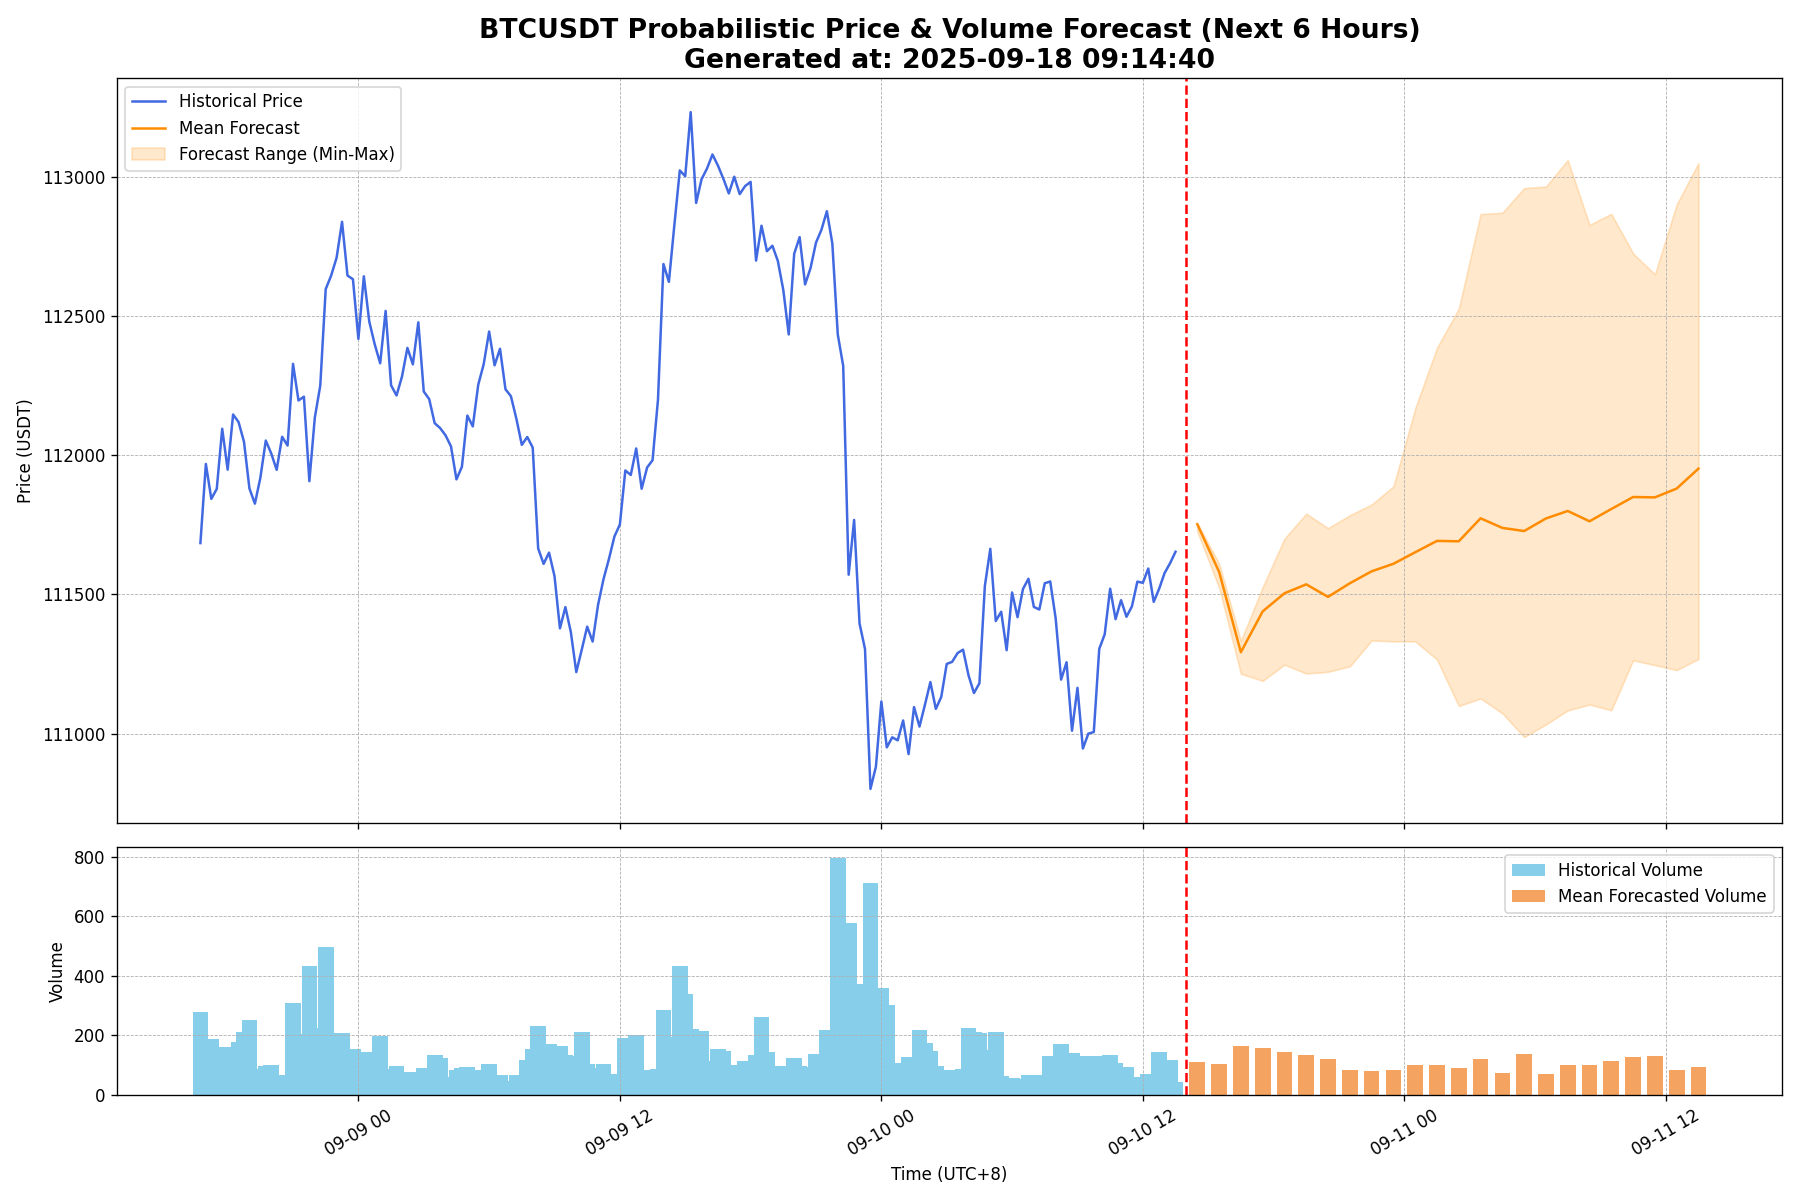 BTCUSDT Probabilistic Price & Volume Forecast (Next 6 Hours)
Generated at: 2025-09-18 09:14:40
Historical Price
Mean Forecast
Forecast Range (Min-Max)
Price (USDT)
113000
112500
112000
111500
111000
Historical Volume
Mean Forecasted Volume
Volume
800
600
400
200
0
09-09 00
09-09 12
09-10 00
09-10 12
09-11 00
09-11 12
Time (UTC+8)